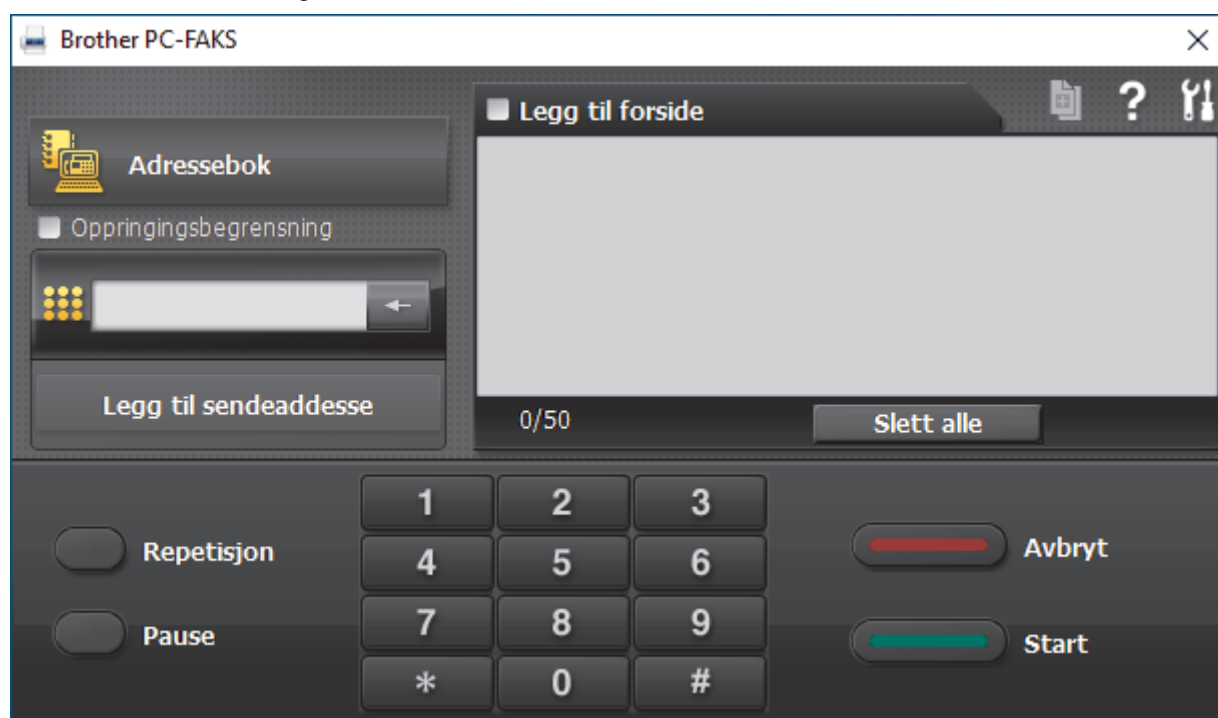 Brother PC-FAKS
Legg til forside
?
Adressebok
Oppringingsbegrensning
Legg til sendeaddesse
0/50
Slett alle
1 2 3
4 5 6
7 8 9
* 0 #
Repetisjon
Pause
Avbryt
Start